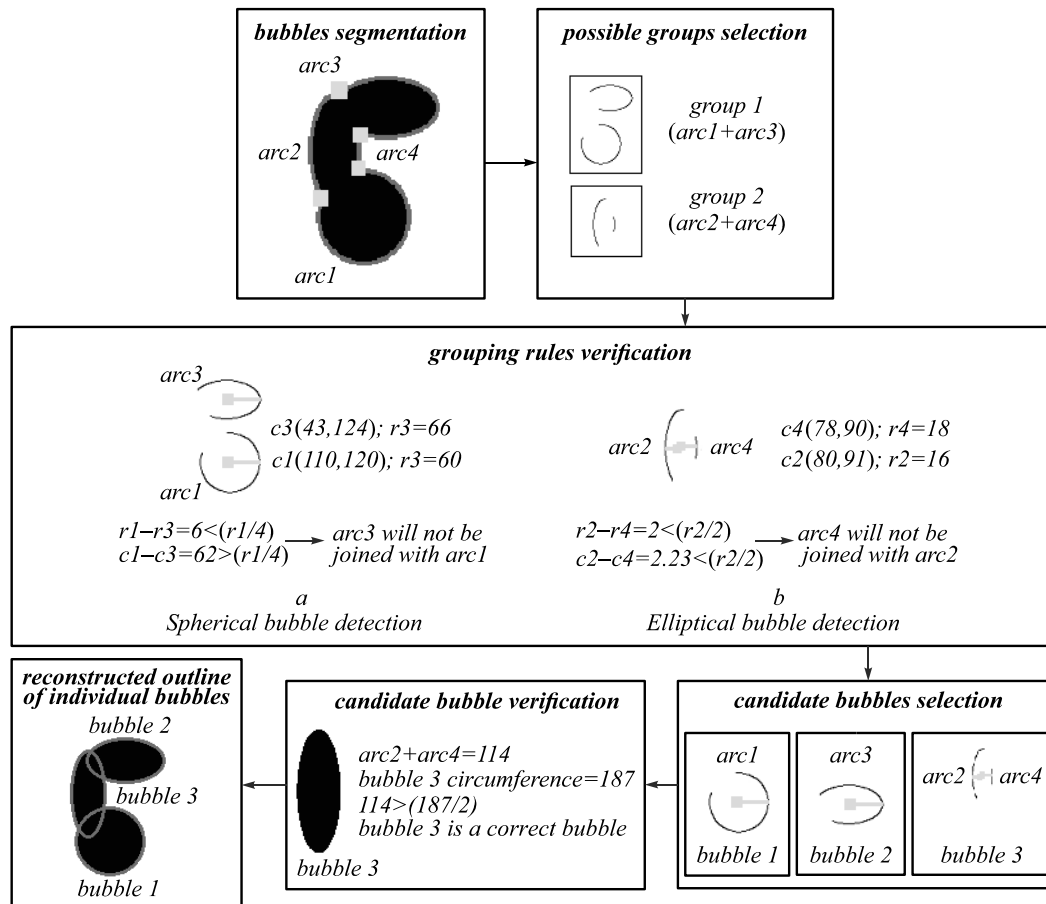 bubbles segmentation
arc3
arc2
arc4
arc1
possible groups selection
group 1
(arc1+arc3)
group 2
(arc2+arc4)
grouping rules verification
arc3
c3(43,124); r3=66
c1(110,120); r3=60
arc1
r1–r3=6<(r1/4)
c1–c3=62>(r1/4)
arc3 will not be
joined with arc1
a
Spherical bubble detection
arc2
arc4
c4(78,90); r4=18
c2(80,91); r2=16
r2–r4=2<(r2/2)
c2–c4=2.23<(r2/2)
arc4 will not be
joined with arc2
b
Elliptical bubble detection
candidate bubbles selection
arc1
bubble 1
arc3
bubble 2
arc2
arc4
bubble 3
candidate bubble verification
arc2+arc4=114
bubble 3 circumference=187
114>(187/2)
bubble 3 is a correct bubble
bubble 3
reconstructed outline
of individual bubbles
bubble 2
bubble 3
bubble 1